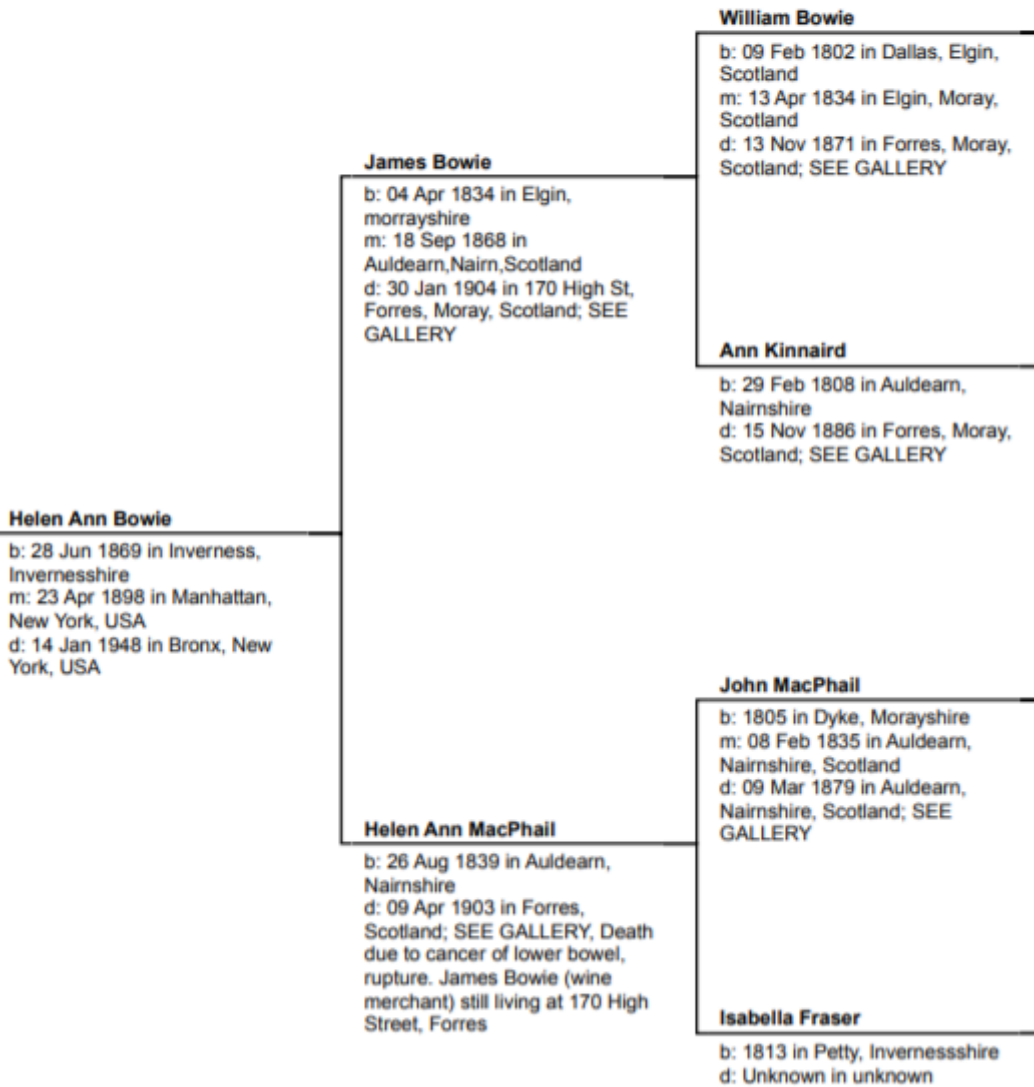 William Bowie
b: 09 Feb 1802 in Dallas, Elgin,
Scotland
m: 13 Apr 1834 in Elgin, Moray,
Scotland
d: 13 Nov 1871 in Forres, Moray,
Scotland; SEE GALLERY
James Bowie
b: 04 Apr 1834 in Elgin,
morrayshire
m: 18 Sep 1868 in
Auldearn,Nairn,Scotland
d: 30 Jan 1904 in 170 High St,
Forres, Moray, Scotland; SEE
GALLERY
Ann Kinnaird
b: 29 Feb 1808 in Auldearn,
Nairnshire
d: 15 Nov 1886 in Forres, Moray,
Scotland; SEE GALLERY
Helen Ann Bowie
b: 28 Jun 1869 in Inverness,
Invernesshire
m: 23 Apr 1898 in Manhattan,
New York, USA
d: 14 Jan 1948 in Bronx, New
York, USA
John MacPhail
b: 1805 in Dyke, Morayshire
m: 08 Feb 1835 in Auldearn,
Nairnshire, Scotland
d: 09 Mar 1879 in Auldearn,
Nairnshire, Scotland; SEE
GALLERY
Helen Ann MacPhail
b: 26 Aug 1839 in Auldearn,
Nairnshire
d: 09 Apr 1903 in Forres,
Scotland; SEE GALLERY, Death
due to cancer of lower bowel,
rupture. James Bowie (wine
merchant) still living at 170 High
Street, Forres
Isabella Fraser
b: 1813 in Petty, Invernessshire
d: Unknown in unknown